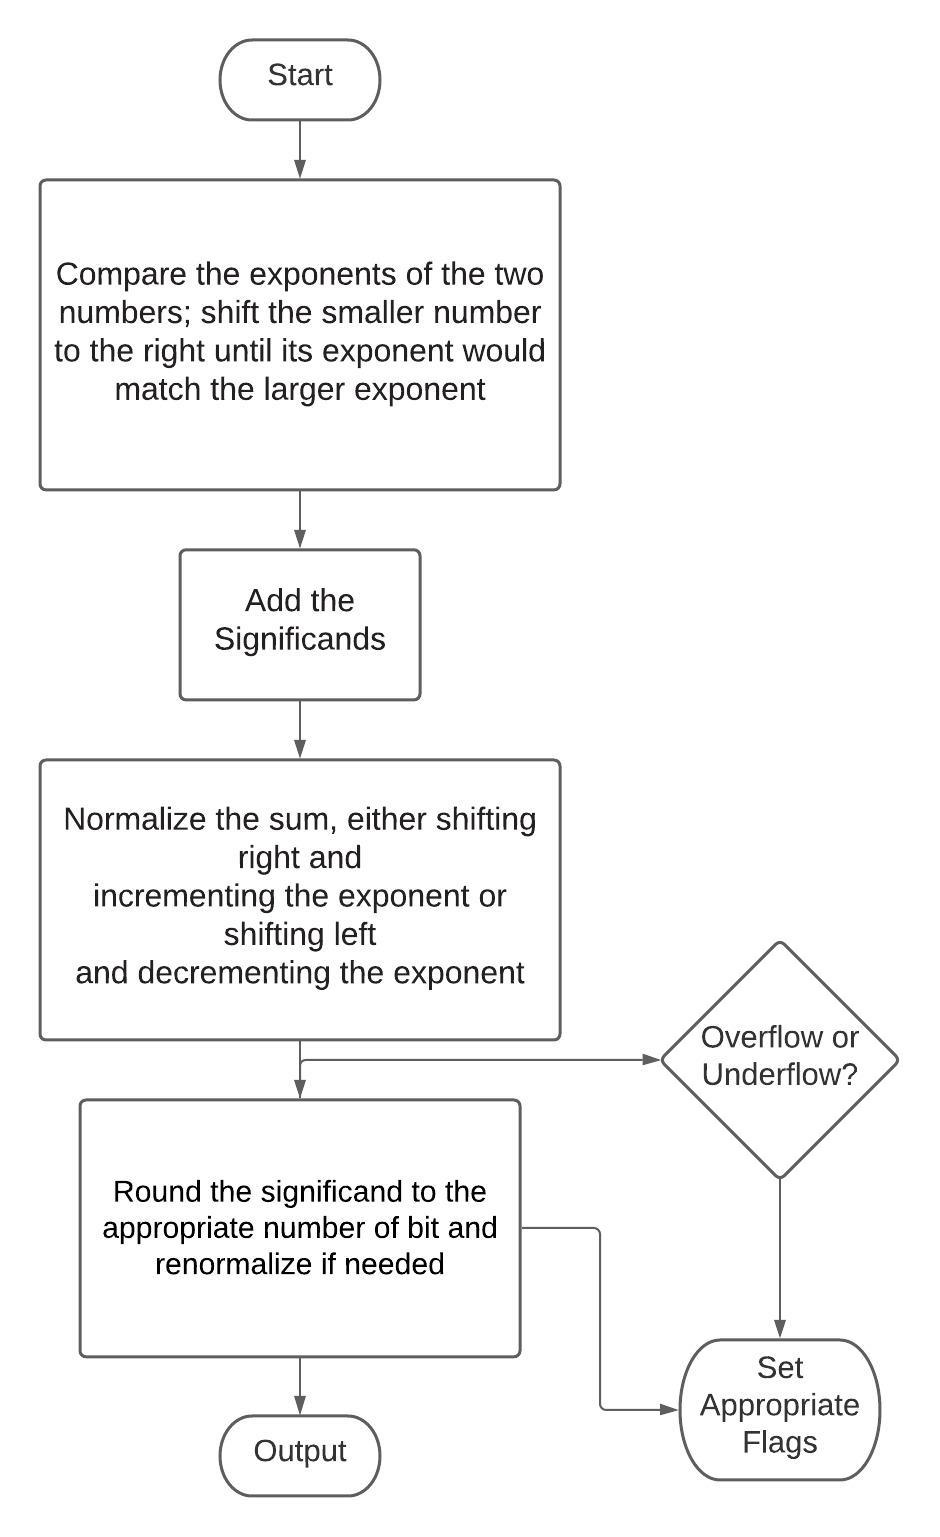 Start
Compare the exponents of the two
numbers; shift the smaller number
to the right until its exponent would
match the larger exponent
Add the
Significands
Normalize the sum, either shifting
right and
incrementing the exponent or
shifting left
and decrementing the exponent
Overflow or
Underflow?
Round the significand to the
appropriate number of bit and
renormalize if needed
Set
Appropriate
Flags
Output